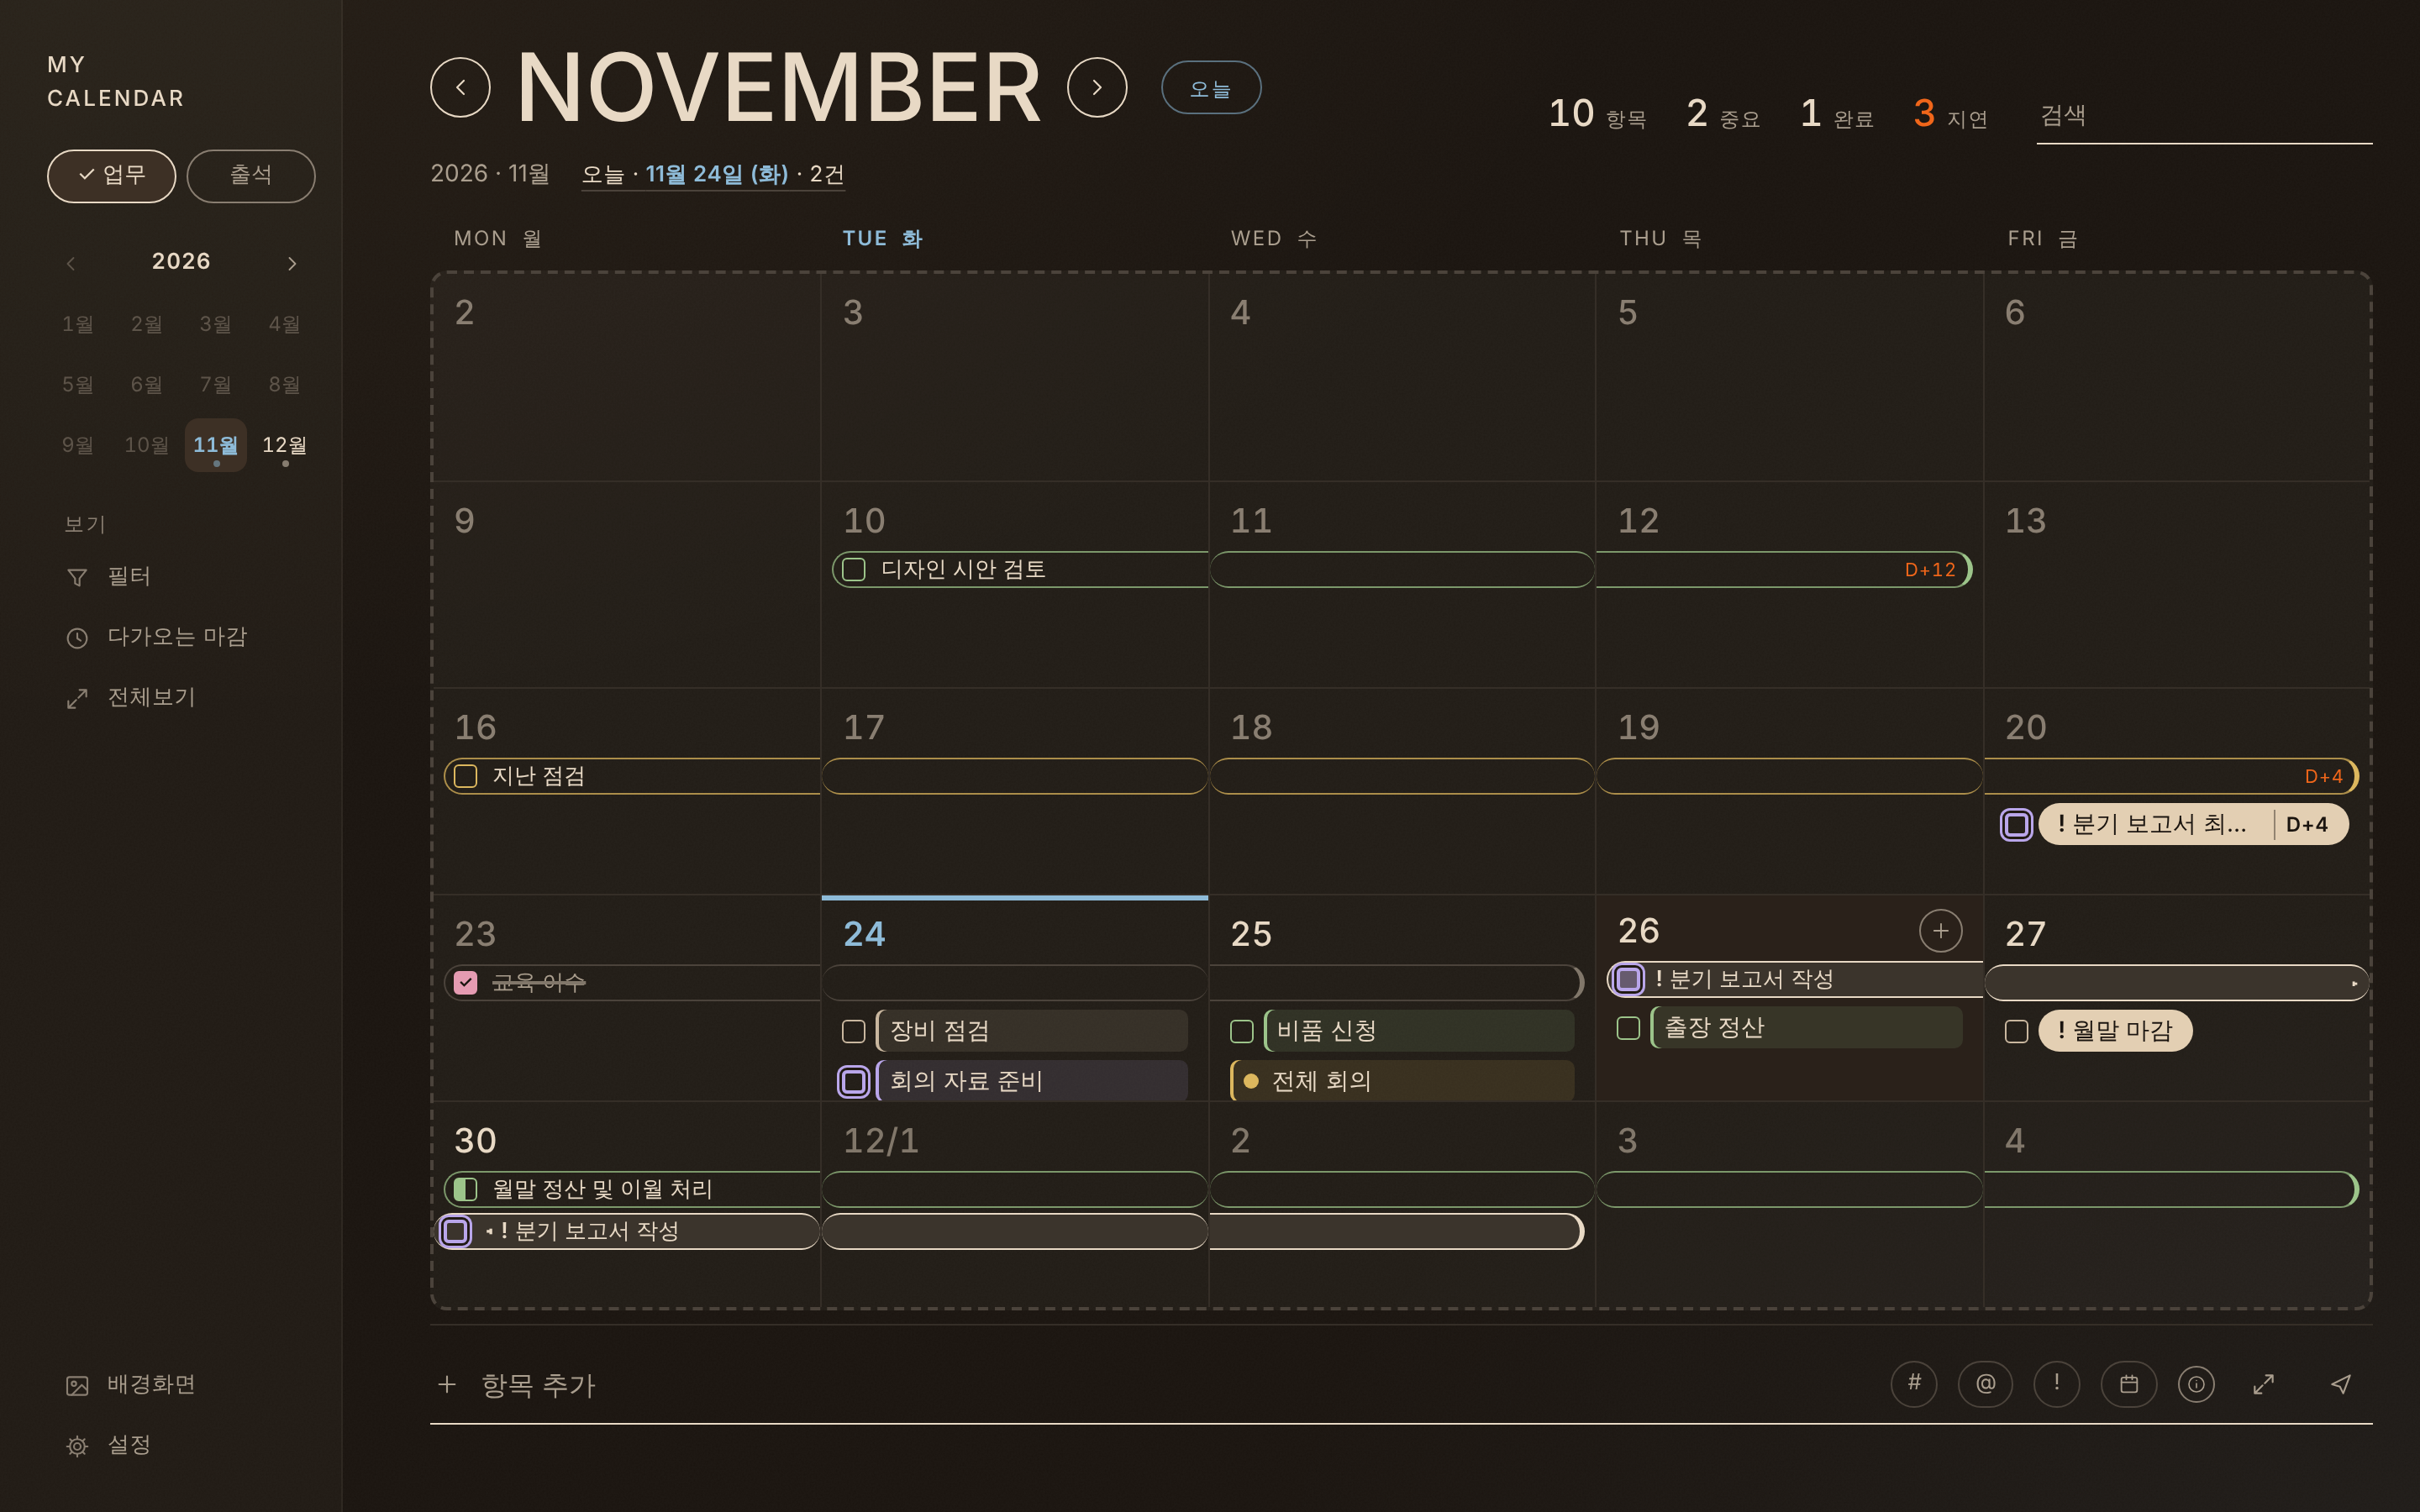 MY
CALENDAR
업무 출석
2026
1월 2월 3월 4월
5월 6월 7월 8월
9월 10월 11월 12월
보기
필터
다가오는 마감
전체보기
배경화면
설정
NOVEMBER 오늘
10 항목 2 중요 1 완료 3 지연 검색
2026 · 11월 오늘 · 11월 24일 (화) · 2건
MON 월 TUE 화 WED 수 THU 목 FRI 금
2 3 4 5 6
9 10 11 12 13
디자인 시안 검토 D+12
16 17 18 19 20
지난 점검 D+4
! 분기 보고서 최... D+4
23 24 25 26 27
교육 이수 ! 분기 보고서 작성
장비 점검 비품 신청 출장 정산 ! 월말 마감
회의 자료 준비 전체 회의
30 12/1 2 3 4
월말 정산 및 이월 처리
! 분기 보고서 작성
항목 추가 # @ !